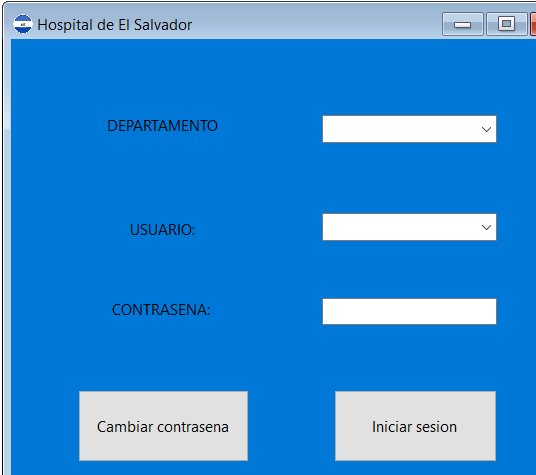 Hospital de El Salvador
DEPARTAMENTO
USUARIO:
CONTRASENA:
Cambiar contrasena
Iniciar sesion